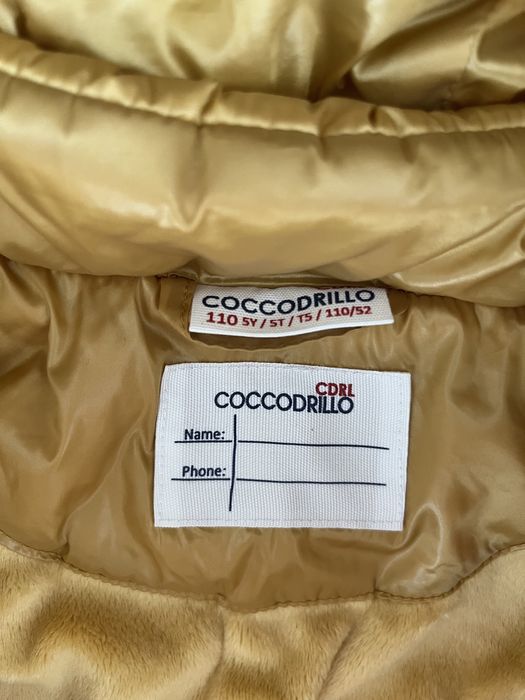 COCCODRILLO
110 5Y / 5T / T5 / 110/52
CDRL
COCCODRILLO
Name:
Phone: